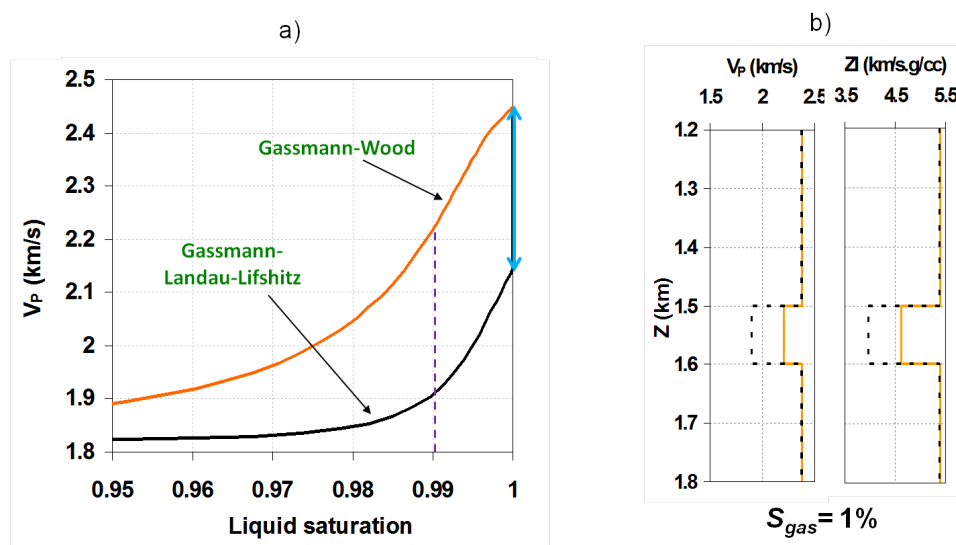 a)
2.5
2.4
2.3
2.2
2.1
2
1.9
1.8
V_P (km/s)
Gassmann-Wood
Gassmann-
Landau-Lifshitz
0.95 0.96 0.97 0.98 0.99 1
Liquid saturation
b)
V_P (km/s) ZI (km/s.g/cc)
1.5 2 2.5 3.5 4.5 5.5
1.2
1.3
1.4
1.5
1.6
1.7
1.8
Z (km)
S_gas = 1%